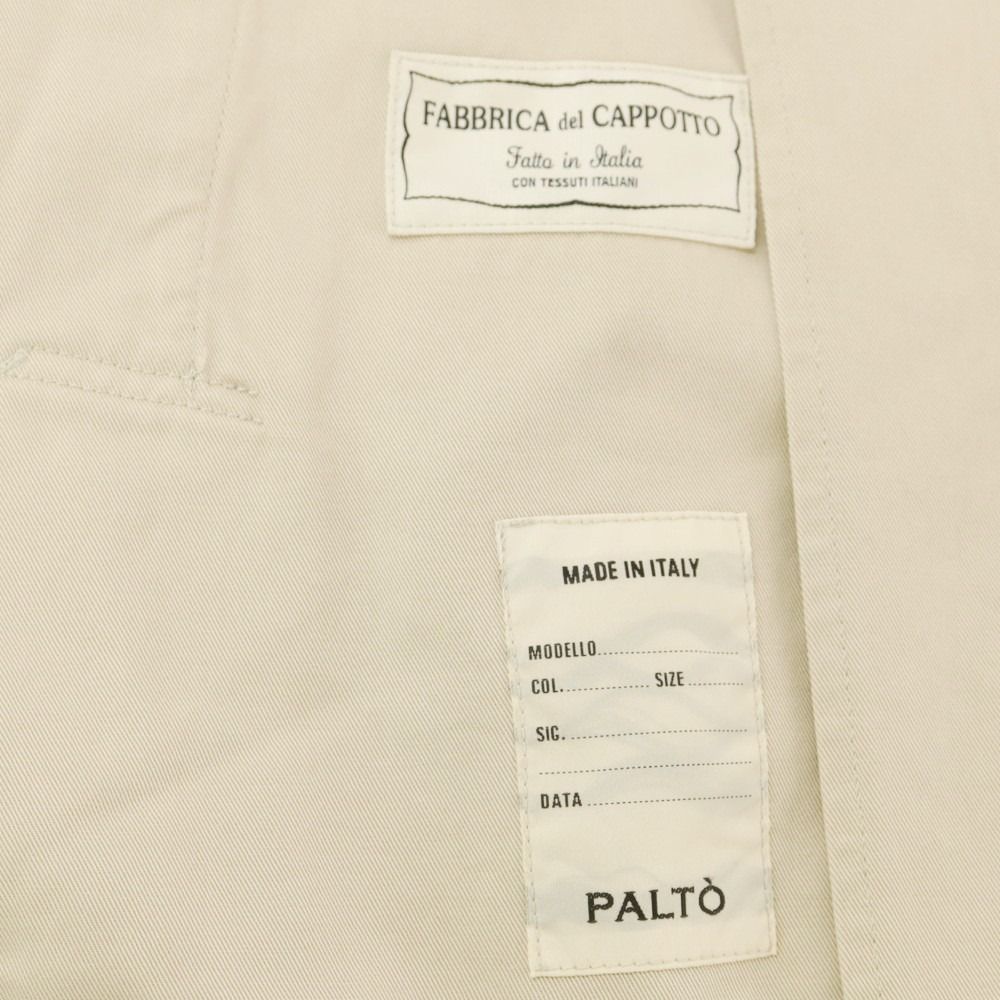 FABBRICA del CAPPOTTO
Fatto in Italia
CON TESSUTI ITALIANI
MADE IN ITALY
MODELLO
COL. SIZE
SIG.
DATA
PALTÒ